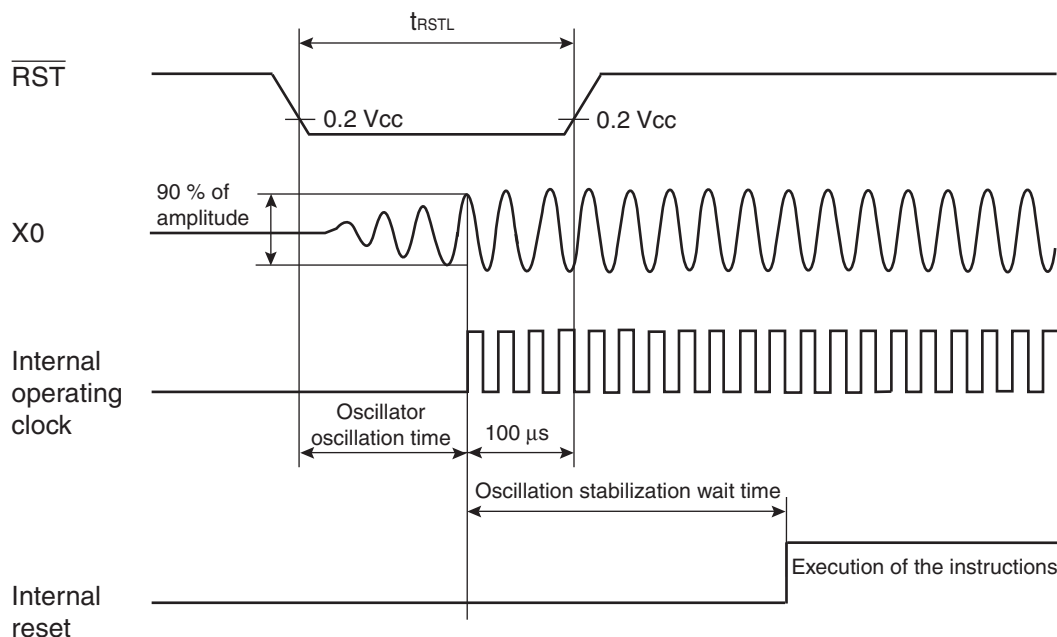 tRSTL
RST
0.2 Vcc
0.2 Vcc
90 % of
amplitude
X0
Internal
operating
clock
Oscillator
oscillation time
100 μs
Oscillation stabilization wait time
Execution of the instructions
Internal
reset